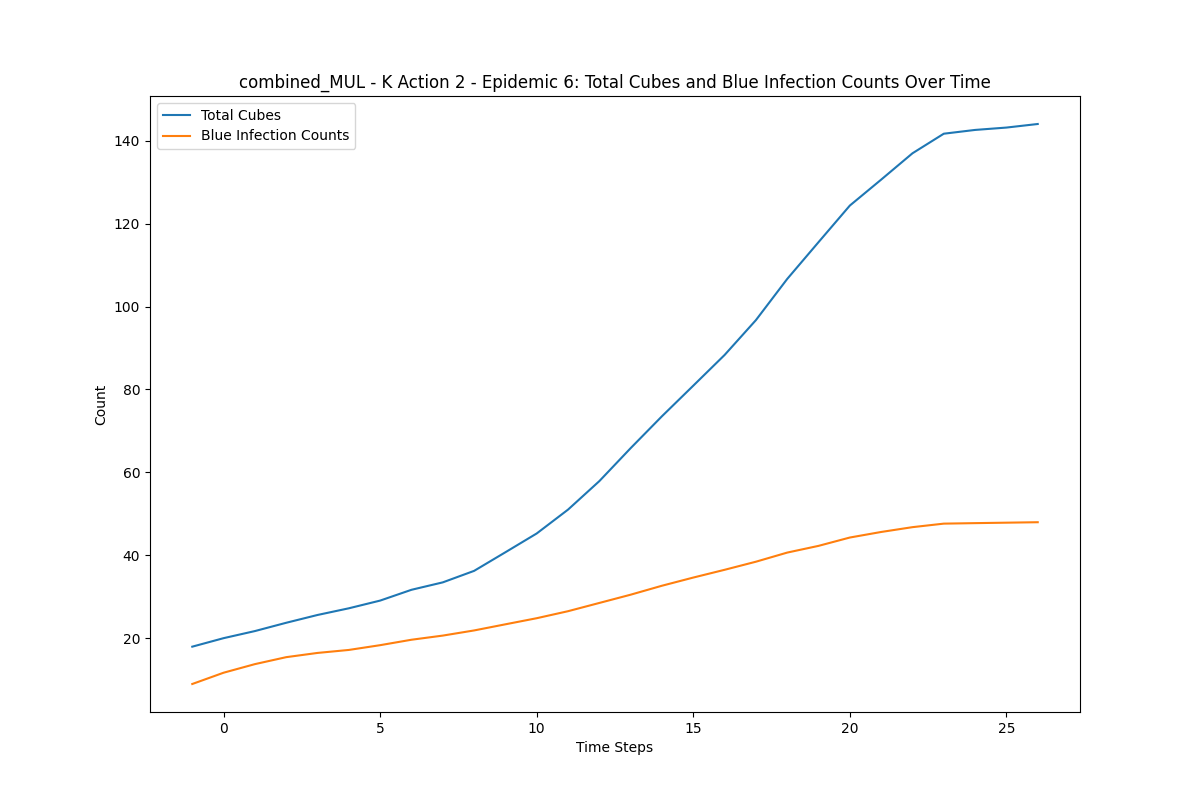 combined_MUL - K Action 2 - Epidemic 6: Total Cubes and Blue Infection Counts Over Time
Total Cubes
Blue Infection Counts
140
120
100
80
60
40
20
Count
0
5
10
15
20
25
Time Steps